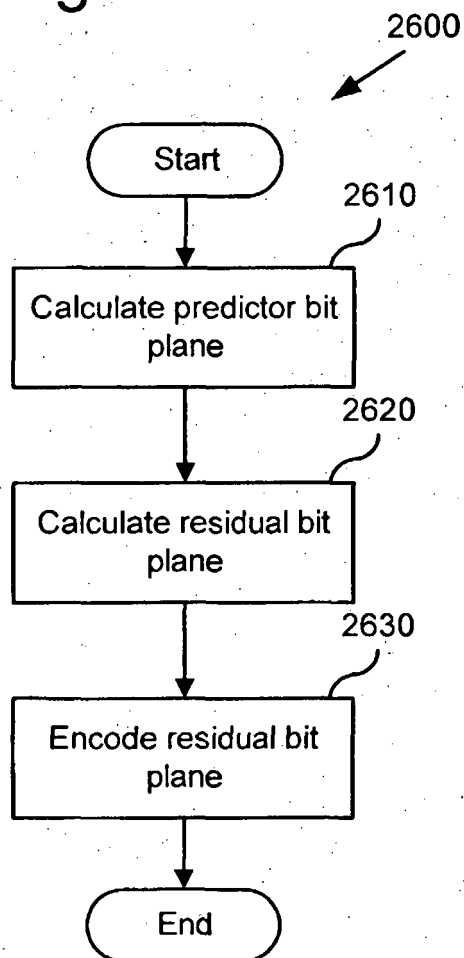 2600
Start
2610
Calculate predictor bit
plane
2620
Calculate residual bit
plane
2630
Encode residual bit
plane
End